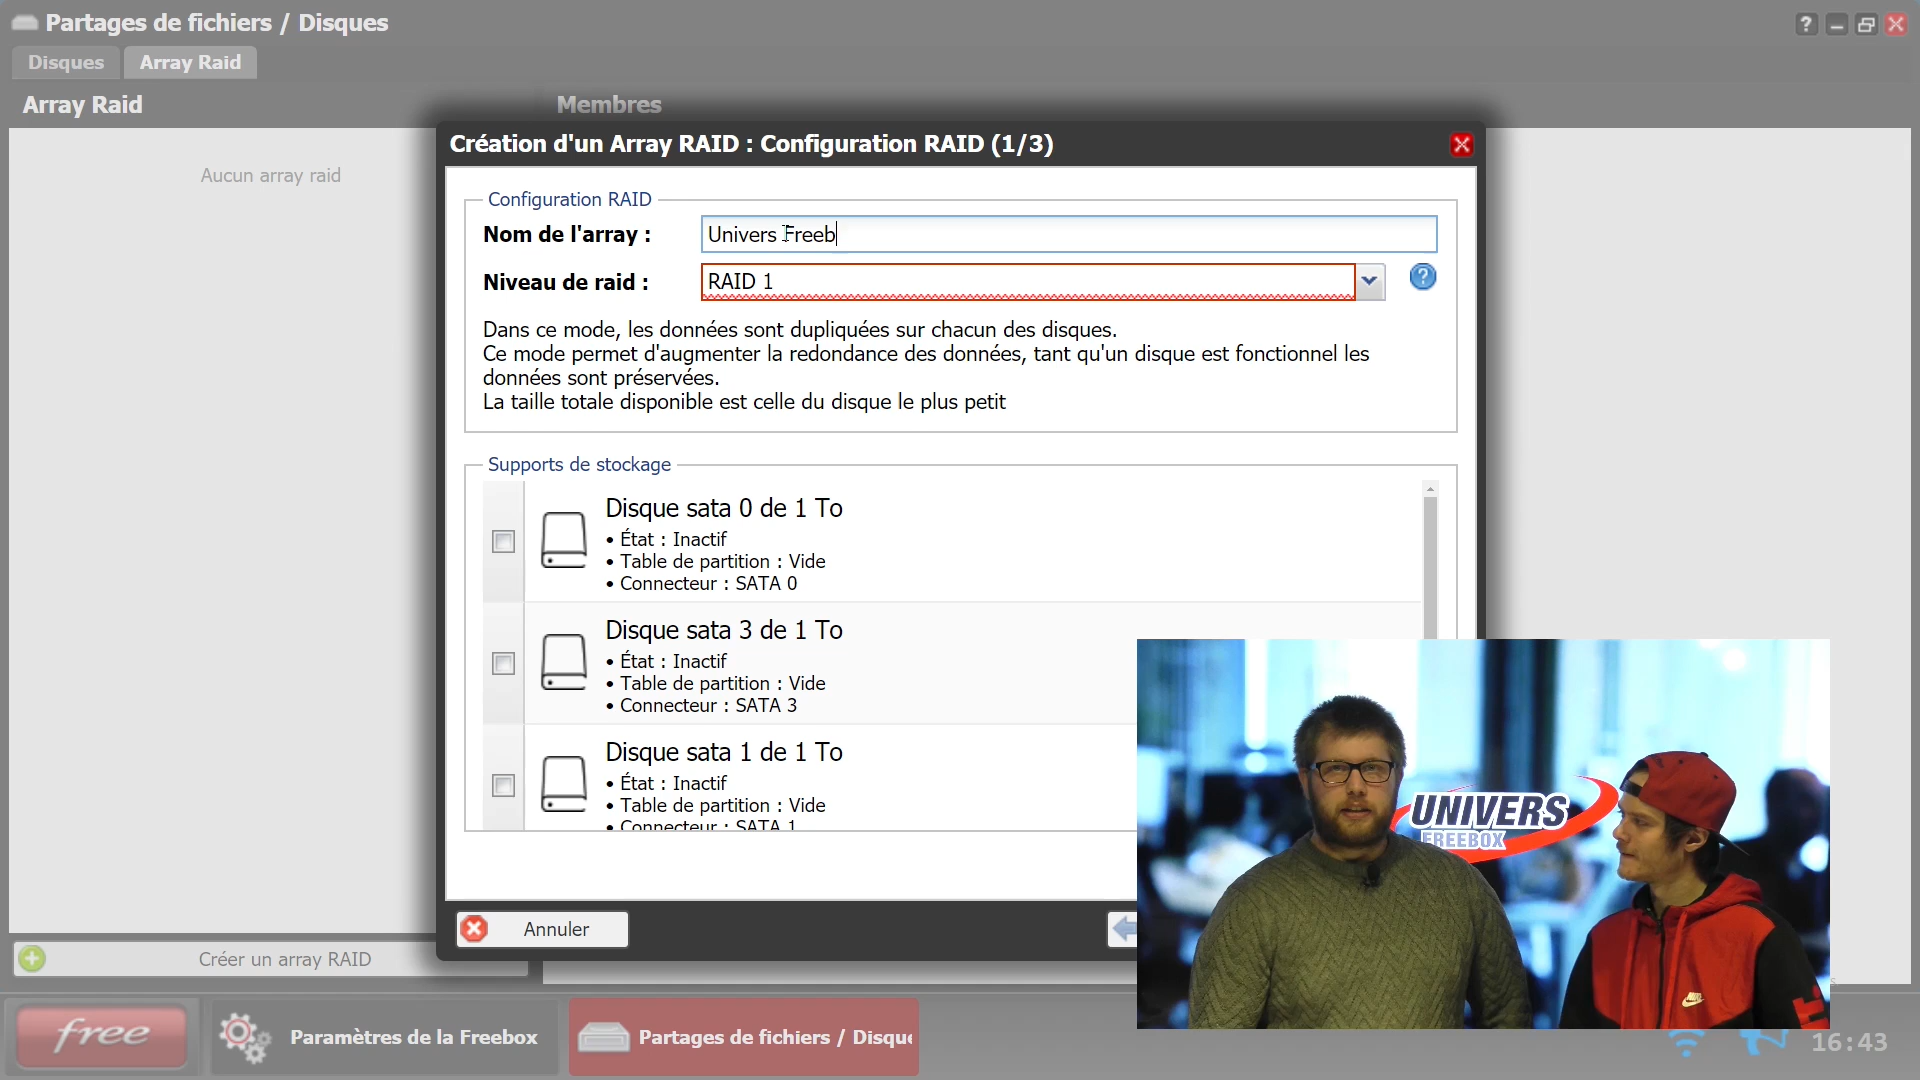 Partages de fichiers / Disques
Disques
Array Raid
Array Raid
Membres
Aucun array raid
Création d'un Array RAID : Configuration RAID (1/3)
Configuration RAID
Nom de l'array :
Univers Freeb
Niveau de raid :
RAID 1
Dans ce mode, les données sont dupliquées sur chacun des disques.
Ce mode permet d'augmenter la redondance des données, tant qu'un disque est fonctionnel les
données sont préservées.
La taille totale disponible est celle du disque le plus petit
Supports de stockage
Disque sata 0 de 1 To
• État : Inactif
• Table de partition : Vide
• Connecteur : SATA 0
Disque sata 3 de 1 To
• État : Inactif
• Table de partition : Vide
• Connecteur : SATA 3
Disque sata 1 de 1 To
• État : Inactif
• Table de partition : Vide
• Connecteur : SATA 1
UNIVERS
FREEBOX
Annuler
Créer un array RAID
free
Paramètres de la Freebox
Partages de fichiers / Disqu
16:43